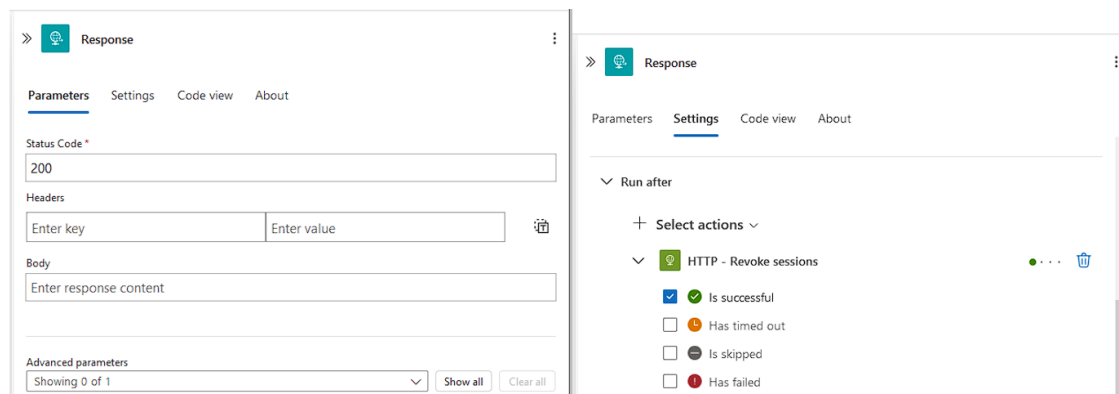 Response
Parameters Settings Code view About
Status Code *
200
Headers
Enter key Enter value
Body
Enter response content
Advanced parameters
Showing 0 of 1 Show all Clear all
Response
Parameters Settings Code view About
Run after
Select actions
HTTP - Revoke sessions
Is successful
Has timed out
Is skipped
Has failed